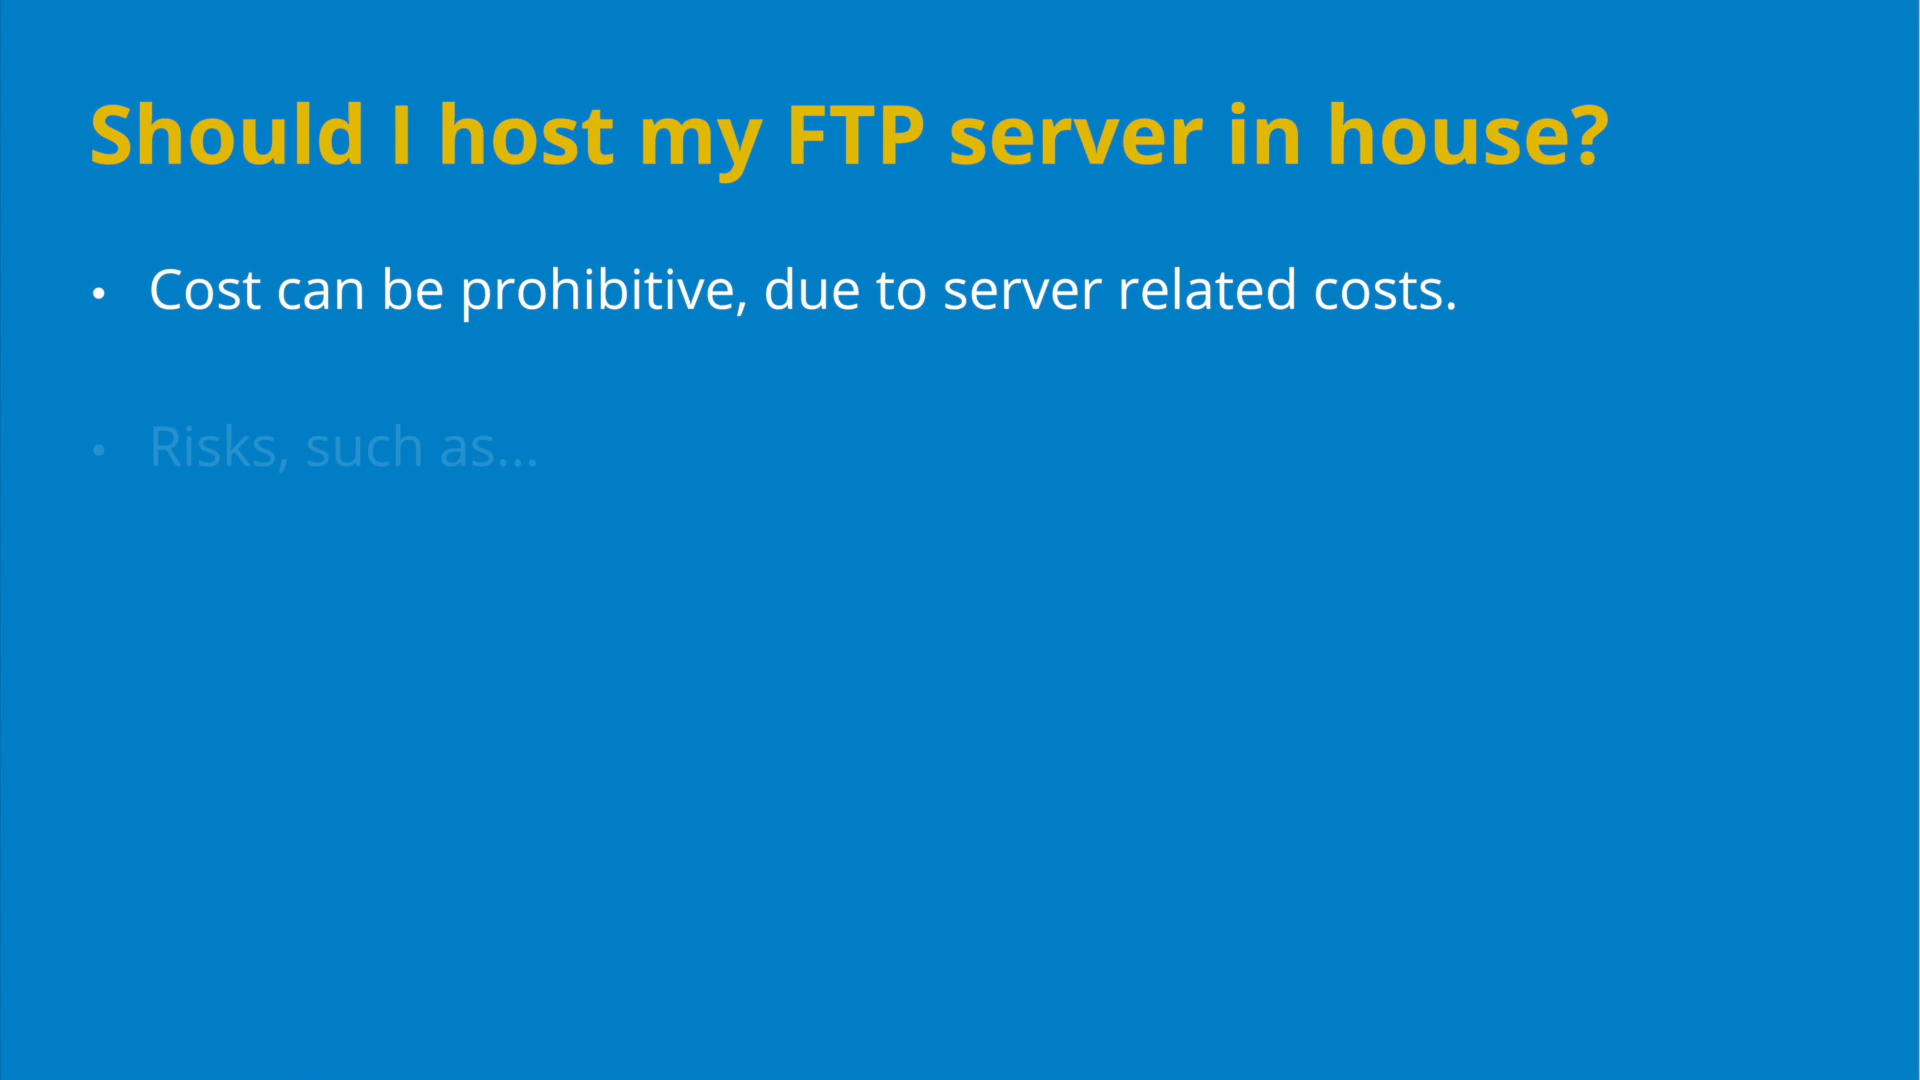 Should I host my FTP server in house?
• Cost can be prohibitive, due to server related costs.
• Risks, such as...